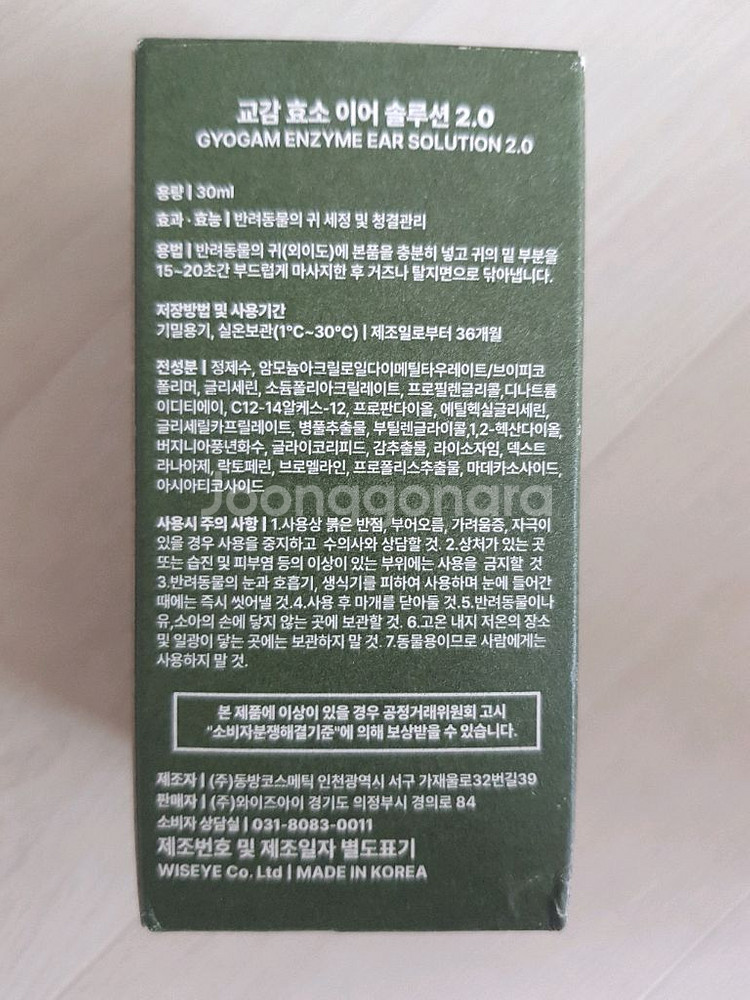 교감 효소 이어 솔루션 2.0
GYOGAM ENZYME EAR SOLUTION 2.0
용량 | 30ml
효과·효능 | 반려동물의 귀 세정 및 청결관리
용법 | 반려동물의 귀(외이도)에 본품을 충분히 넣고 귀의 밑 부분을
15~20초간 부드럽게 마사지한 후 거즈나 탈지면으로 닦아냅니다.
저장방법 및 사용기간
기밀용기, 실온보관(1°C~30°C) | 제조일로부터 36개월
전성분 | 정제수, 암모늄아크릴로일다이메틸타우레이트/브이피코
폴리머, 글리세린, 소듐폴리아크릴레이트, 프로필렌글리콜,디나트륨
이디티에이, C12-14알케스-12, 프로판다이올, 에틸헥실글리세린,
글리세릴카프릴레이트, 병풀추출물, 부틸렌글라이콜,1,2-헥산다이올,
버지니아풍년화수, 글라이코리피드, 감추출물, 라이소자임, 덱스트
라나아제, 락토페린, 브로멜라인, 프로폴리스추출물, 마데카소사이드,
아시아티코사이드
Joonggonara
사용시 주의 사항 | 1.사용상 붉은 반점, 부어오름, 가려움증, 자극이
있을 경우 사용을 중지하고 수의사와 상담할 것. 2.상처가 있는 곳
또는 습진 및 피부염 등의 이상이 있는 부위에는 사용을 금지할 것
3.반려동물의 눈과 호흡기, 생식기를 피하여 사용하며 눈에 들어간
때에는 즉시 씻어낼 것.4.사용 후 마개를 닫아둘 것.5.반려동물이나
유,소아의 손에 닿지 않는 곳에 보관할 것. 6.고온 내지 저온의 장소
및 일광이 닿는 곳에는 보관하지 말 것. 7.동물용이므로 사람에게는
사용하지 말 것.
본 제품에 이상이 있을 경우 공정거래위원회 고시
"소비자분쟁해결기준"에 의해 보상받을 수 있습니다.
제조자 | (주)동방코스메틱 인천광역시 서구 가재울로32번길39
판매자 | (주)와이즈아이 경기도 의정부시 경의로 84
소비자 상담실 | 031-8083-0011
제조번호 및 제조일자 별도표기
WISEYE Co. Ltd | MADE IN KOREA